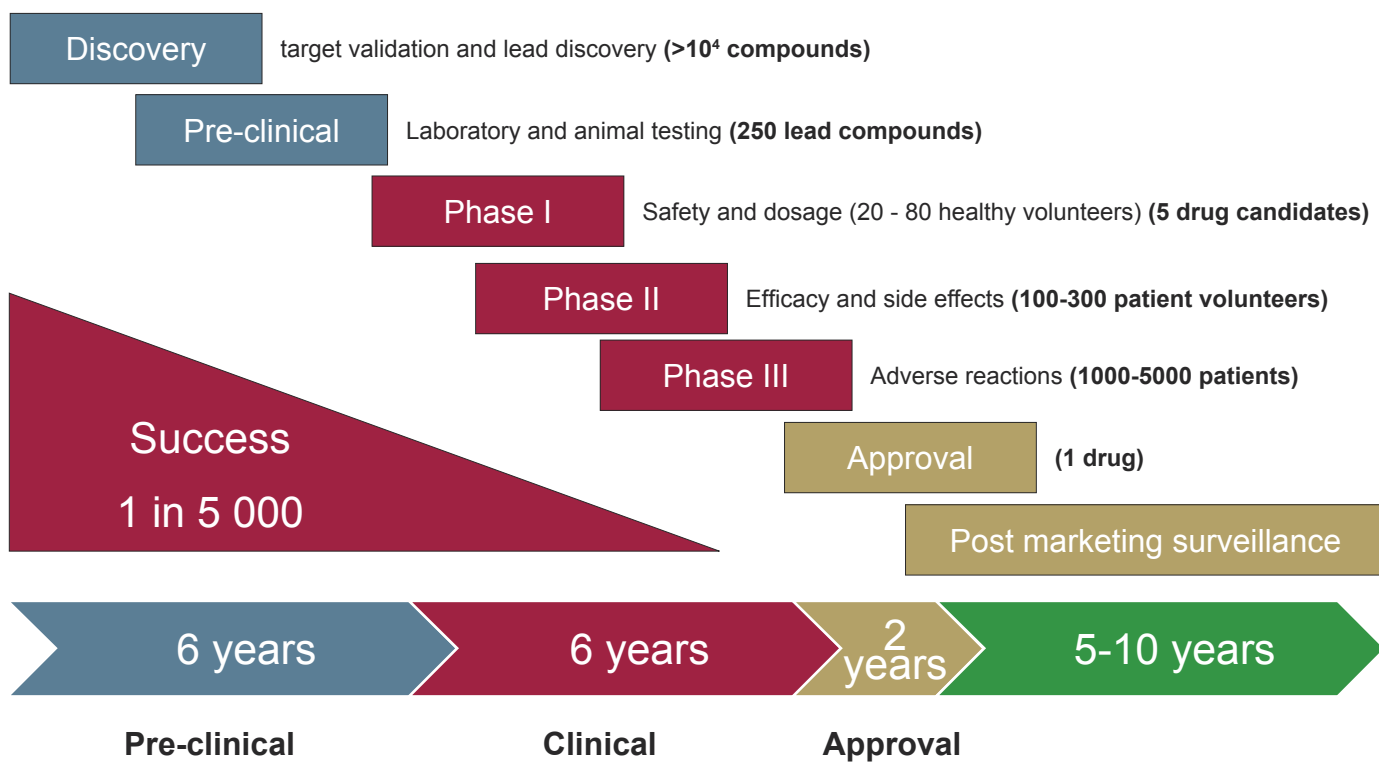 Discovery
target validation and lead discovery (>10⁴ compounds)
Pre-clinical
Laboratory and animal testing (250 lead compounds)
Phase I
Safety and dosage (20 - 80 healthy volunteers) (5 drug candidates)
Phase II
Efficacy and side effects (100-300 patient volunteers)
Phase III
Adverse reactions (1000-5000 patients)
Approval
(1 drug)
Success
1 in 5 000
Post marketing surveillance
6 years
6 years
2
years
5-10 years
Pre-clinical
Clinical
Approval